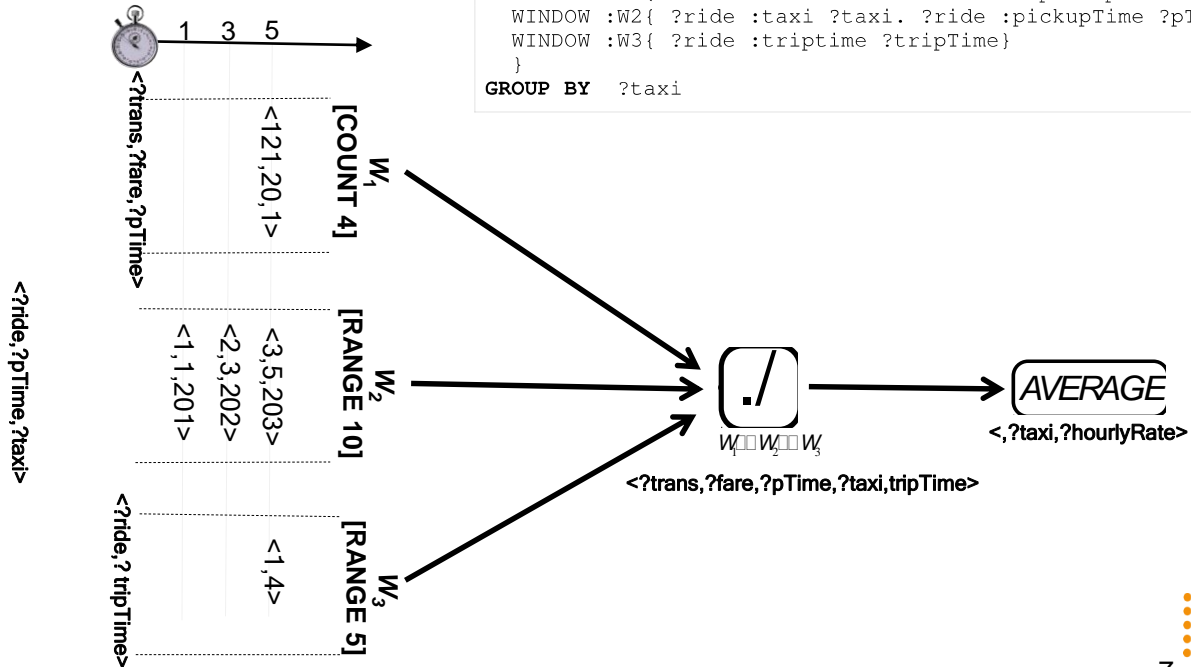 WINDOW :W2{ ?ride :taxi ?taxi. ?ride :pickupTime
WINDOW :W3{ ?ride :triptime ?tripTime}
}
GROUP BY ?taxi
1 3 5
<?trans,?fare,?pTime>
<121,20,1>
W1
[COUNT 4]
<?ride,?pTime,?taxi>
<1,1,201>
<2,3,202>
<3,5,203>
W2
[RANGE 10]
<?ride,? tripTime>
<1,4>
W3
[RANGE 5]
./
W1□□W2□□W3
<?trans,?fare,?pTime,?taxi,tripTime>
AVERAGE
<,?taxi,?hourlyRate>